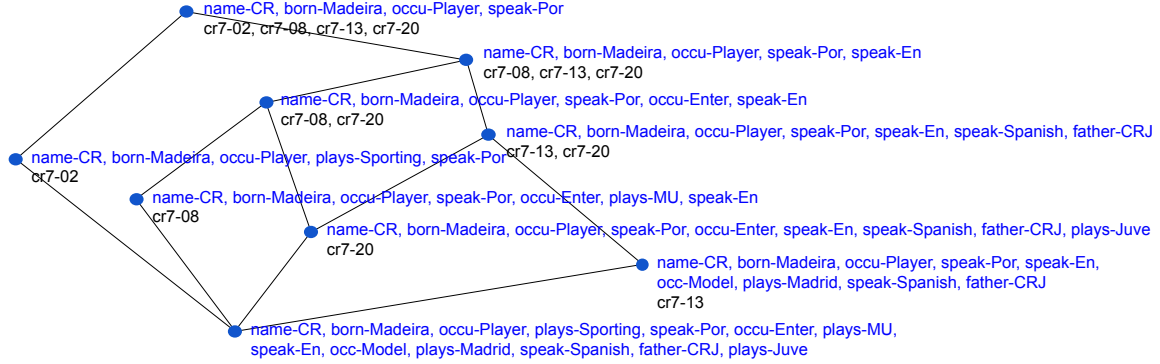 name-CR, born-Madeira, occu-Player, speak-Por
cr7-02, cr7-08, cr7-13, cr7-20
name-CR, born-Madeira, occu-Player, speak-Por, speak-En
cr7-08, cr7-13, cr7-20
name-CR, born-Madeira, occu-Player, speak-Por, occu-Enter, speak-En
cr7-08, cr7-20
name-CR, born-Madeira, occu-Player, speak-Por, speak-En, speak-Spanish, father-CRJ
cr7-13, cr7-20
name-CR, born-Madeira, occu-Player, plays-Sporting, speak-Por
cr7-02
name-CR, born-Madeira, occu-Player, speak-Por, occu-Enter, plays-MU, speak-En
cr7-08
name-CR, born-Madeira, occu-Player, speak-Por, occu-Enter, speak-En, speak-Spanish, father-CRJ, plays-Juve
cr7-20
name-CR, born-Madeira, occu-Player, speak-Por, speak-En,
occ-Model, plays-Madrid, speak-Spanish, father-CRJ
cr7-13
name-CR, born-Madeira, occu-Player, plays-Sporting, speak-Por, occu-Enter, plays-MU,
speak-En, occ-Model, plays-Madrid, speak-Spanish, father-CRJ, plays-Juve